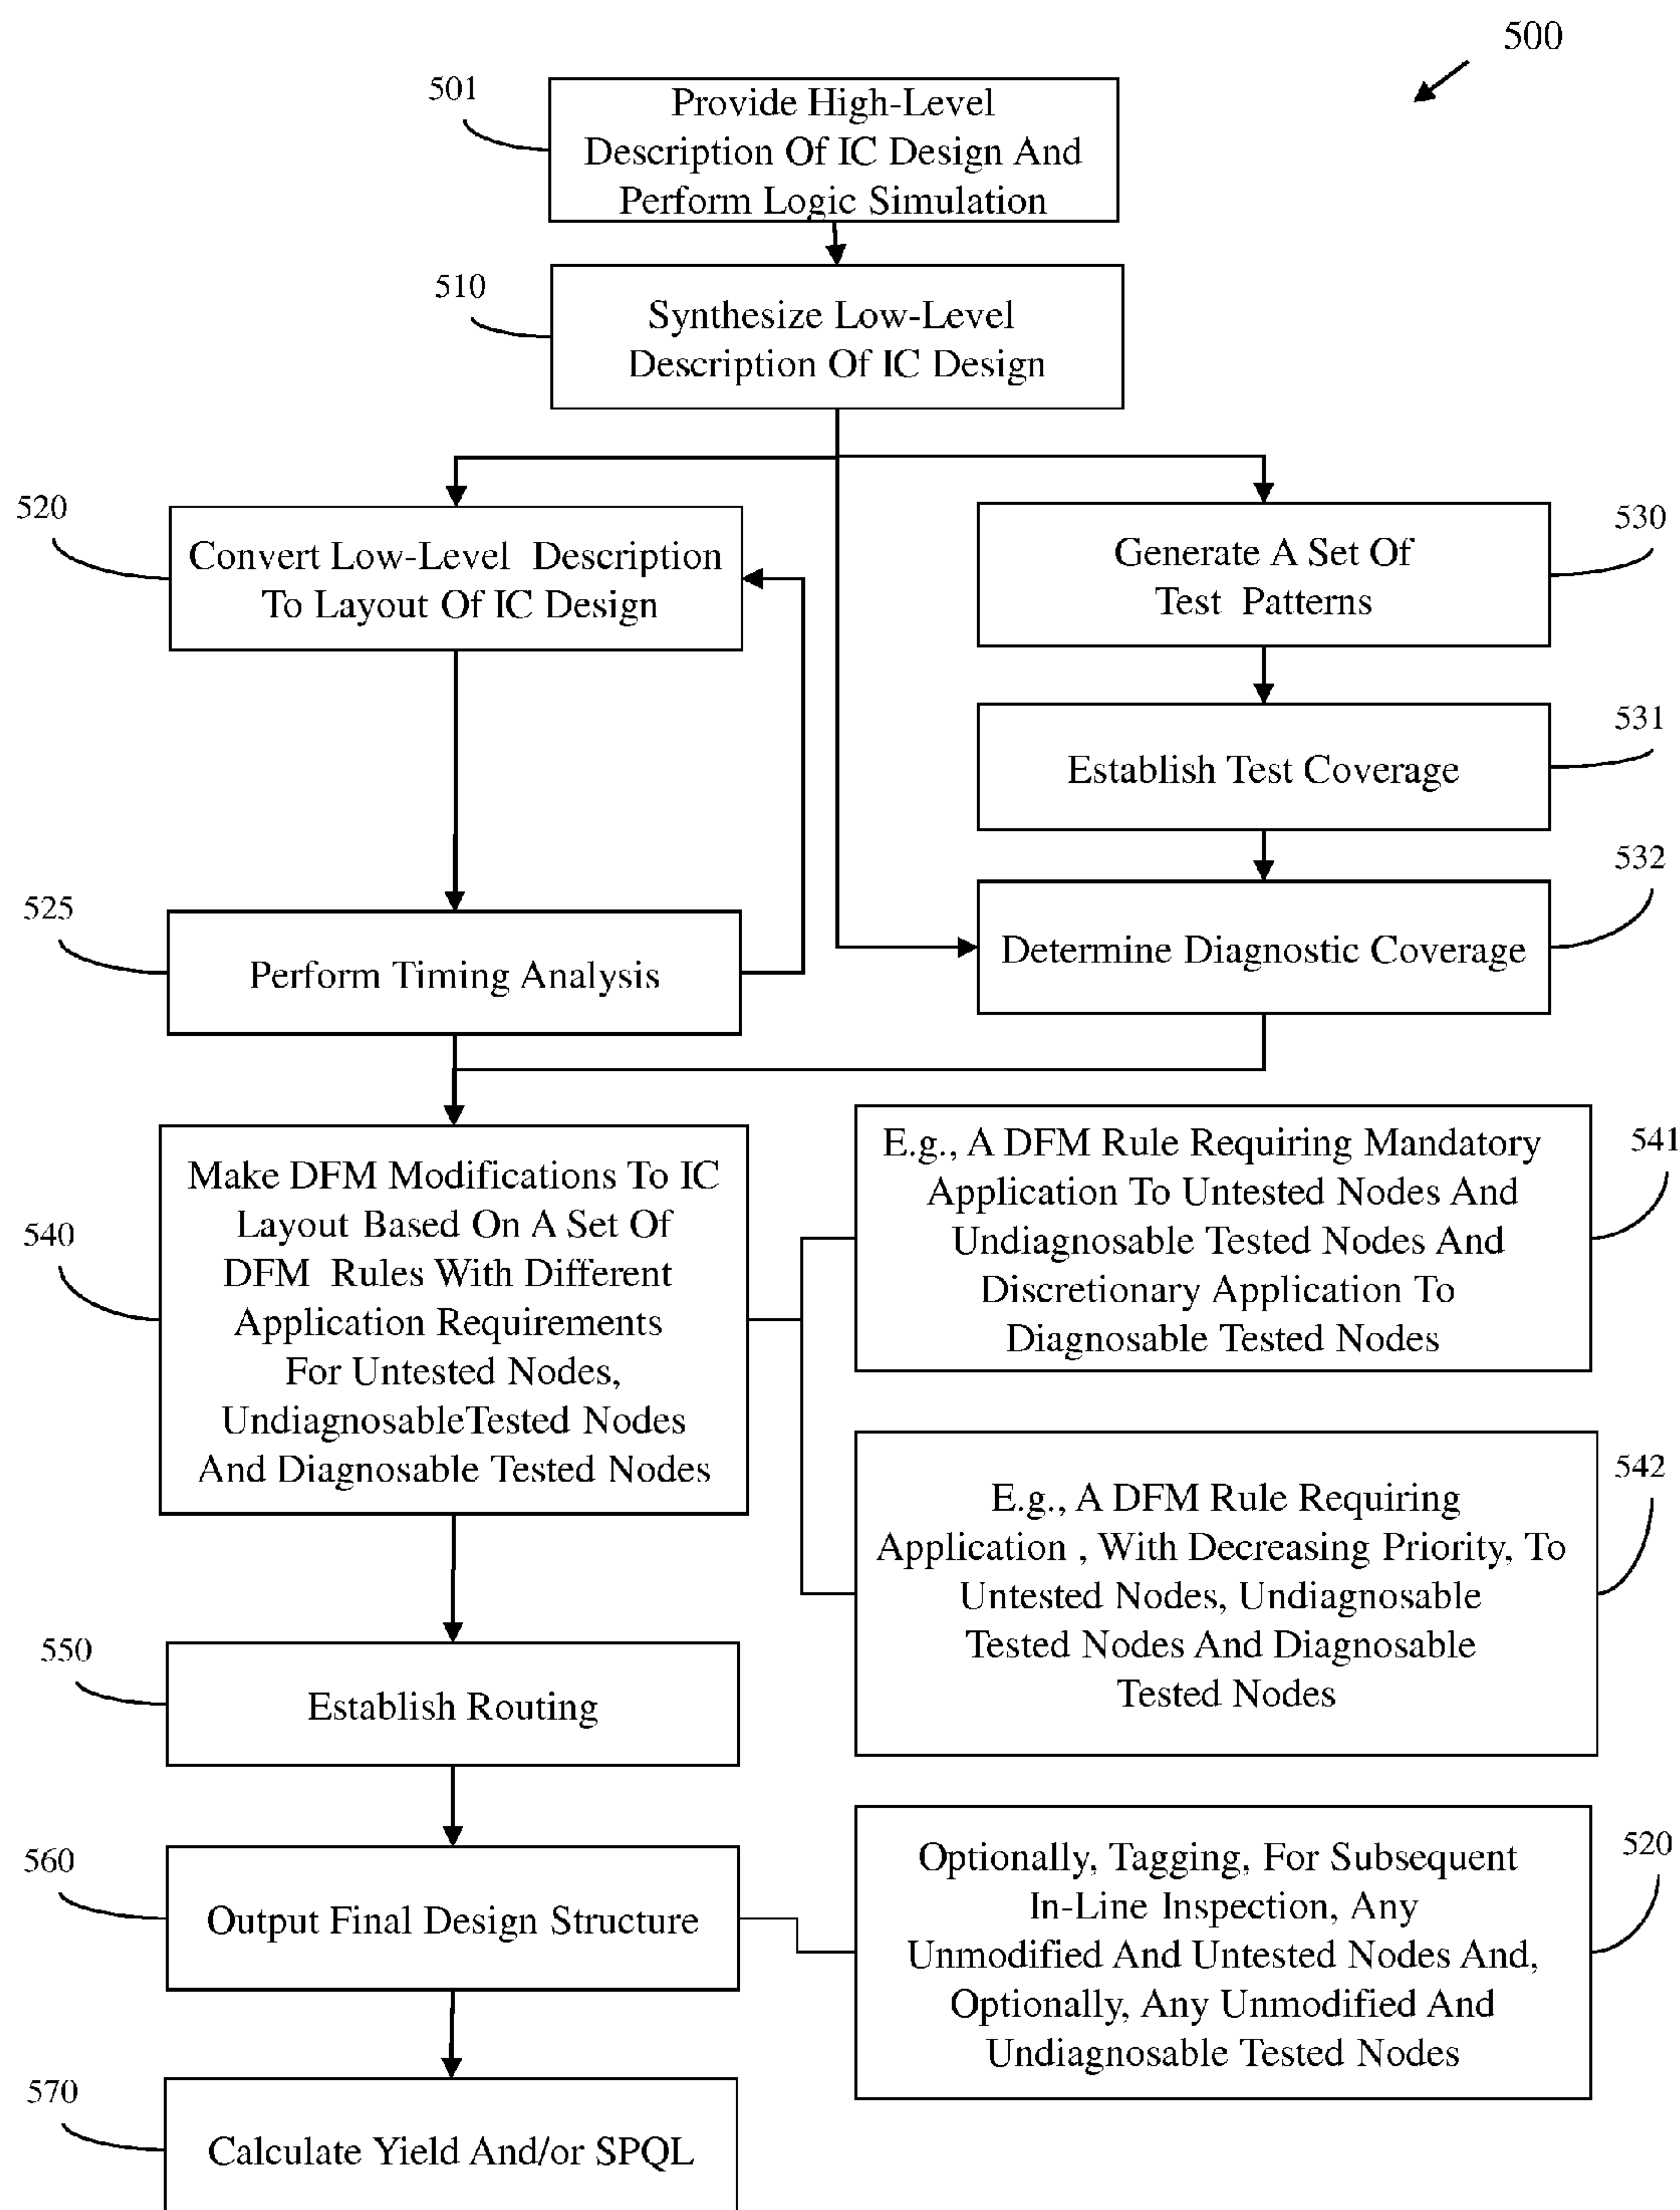 500
501
Provide High-Level
Description Of IC Design And
Perform Logic Simulation
510
Synthesize Low-Level
Description Of IC Design
520
Convert Low-Level Description
To Layout Of IC Design
530
Generate A Set Of
Test Patterns
531
Establish Test Coverage
532
Determine Diagnostic Coverage
525
Perform Timing Analysis
540
Make DFM Modifications To IC
Layout Based On A Set Of
DFM Rules With Different
Application Requirements
For Untested Nodes,
UndiagnosableTested Nodes
And Diagnosable Tested Nodes
541
E.g., A DFM Rule Requiring Mandatory
Application To Untested Nodes And
Undiagnosable Tested Nodes And
Discretionary Application To
Diagnosable Tested Nodes
542
E.g., A DFM Rule Requiring
Application , With Decreasing Priority, To
Untested Nodes, Undiagnosable
Tested Nodes And Diagnosable
Tested Nodes
550
Establish Routing
560
Output Final Design Structure
520
Optionally, Tagging, For Subsequent
In-Line Inspection, Any
Unmodified And Untested Nodes And,
Optionally, Any Unmodified And
Undiagnosable Tested Nodes
570
Calculate Yield And/or SPQL